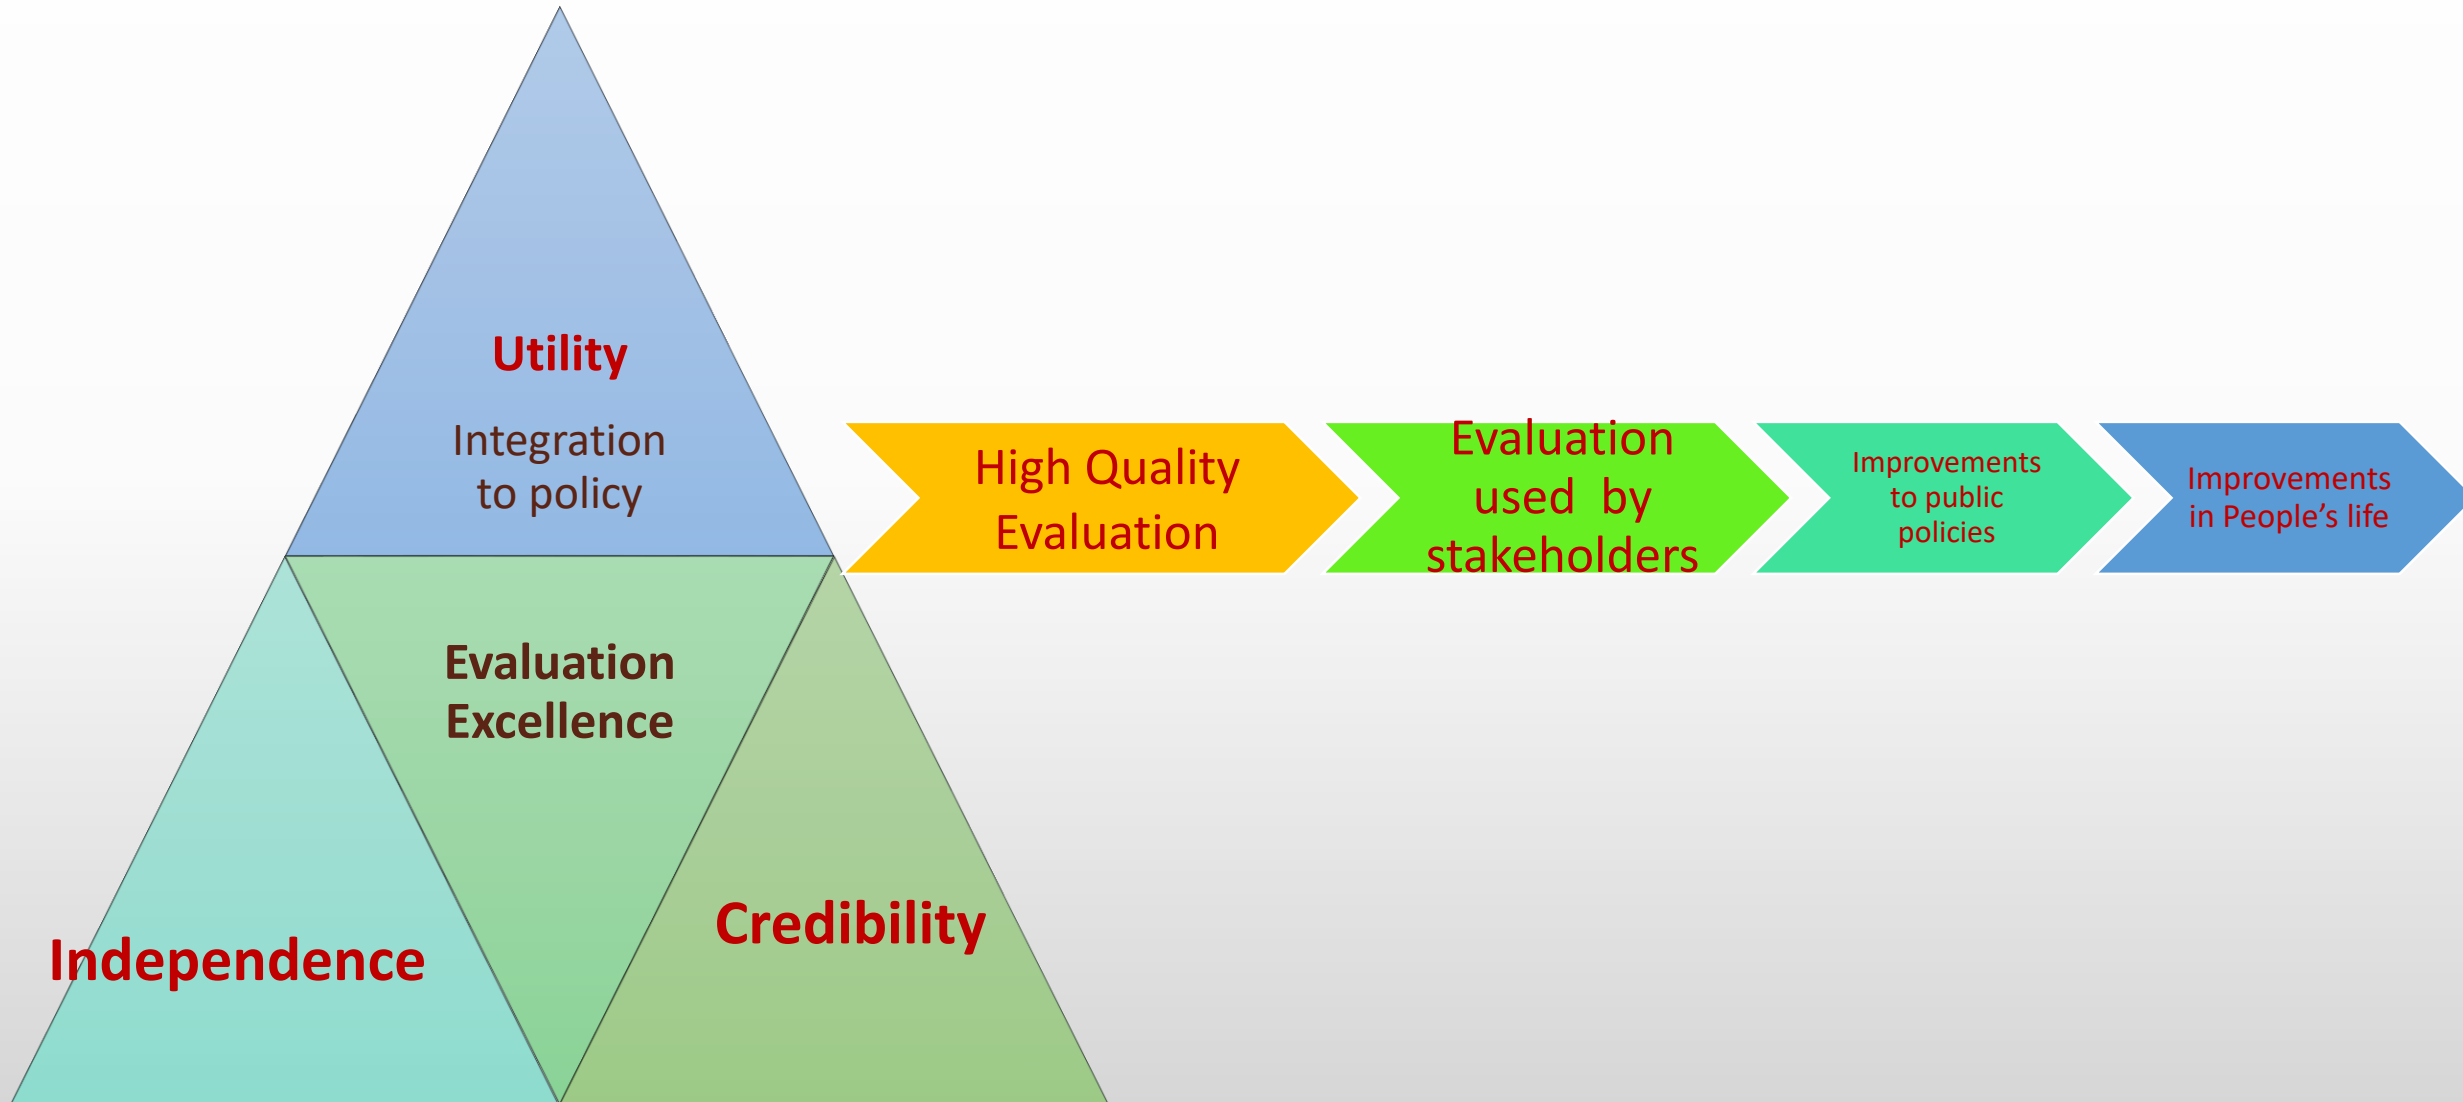 Utility
Integration
to policy
Evaluation
Excellence
Independence
Credibility
High Quality
Evaluation
Evaluation
used by
stakeholders
Improvements
to public
policies
Improvements
in People’s life